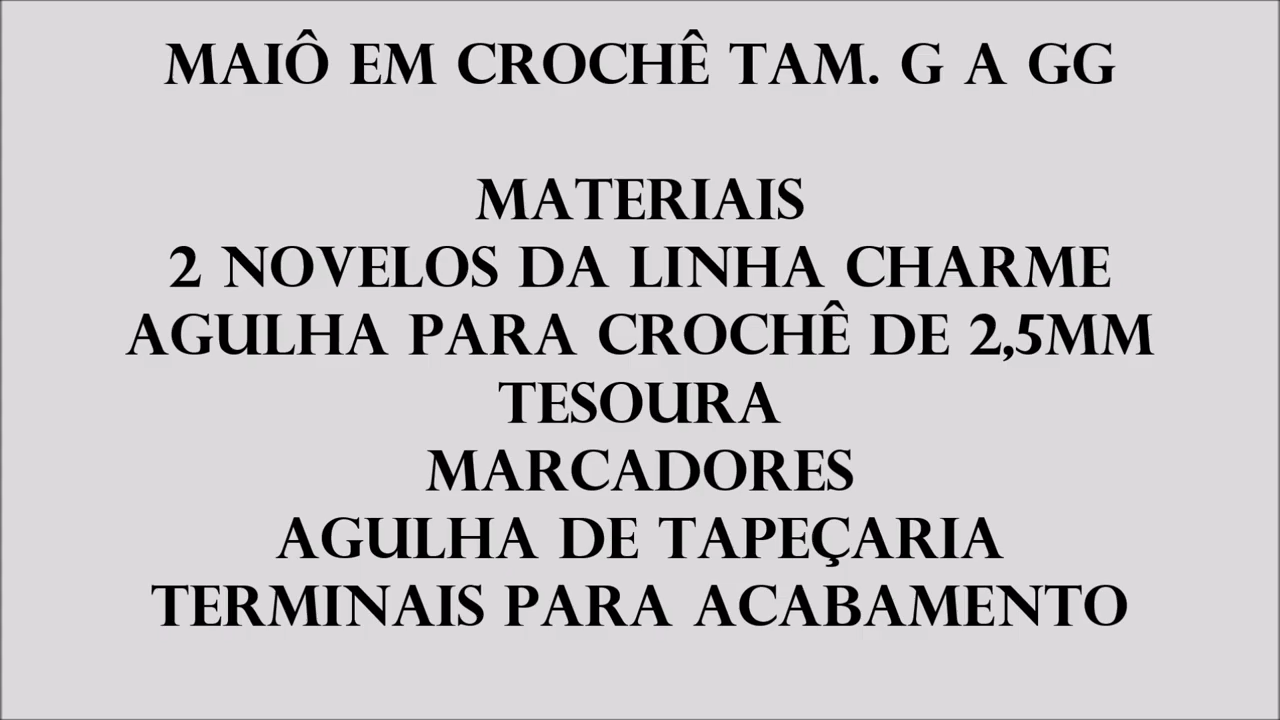 MAIÔ EM CROCHÊ TAM. G A GG
MATERIAIS
2 NOVELOS DA LINHA CHARME
AGULHA PARA CROCHÊ DE 2,5MM
TESOURA
MARCADORES
AGULHA DE TAPEÇARIA
TERMINAIS PARA ACABAMENTO